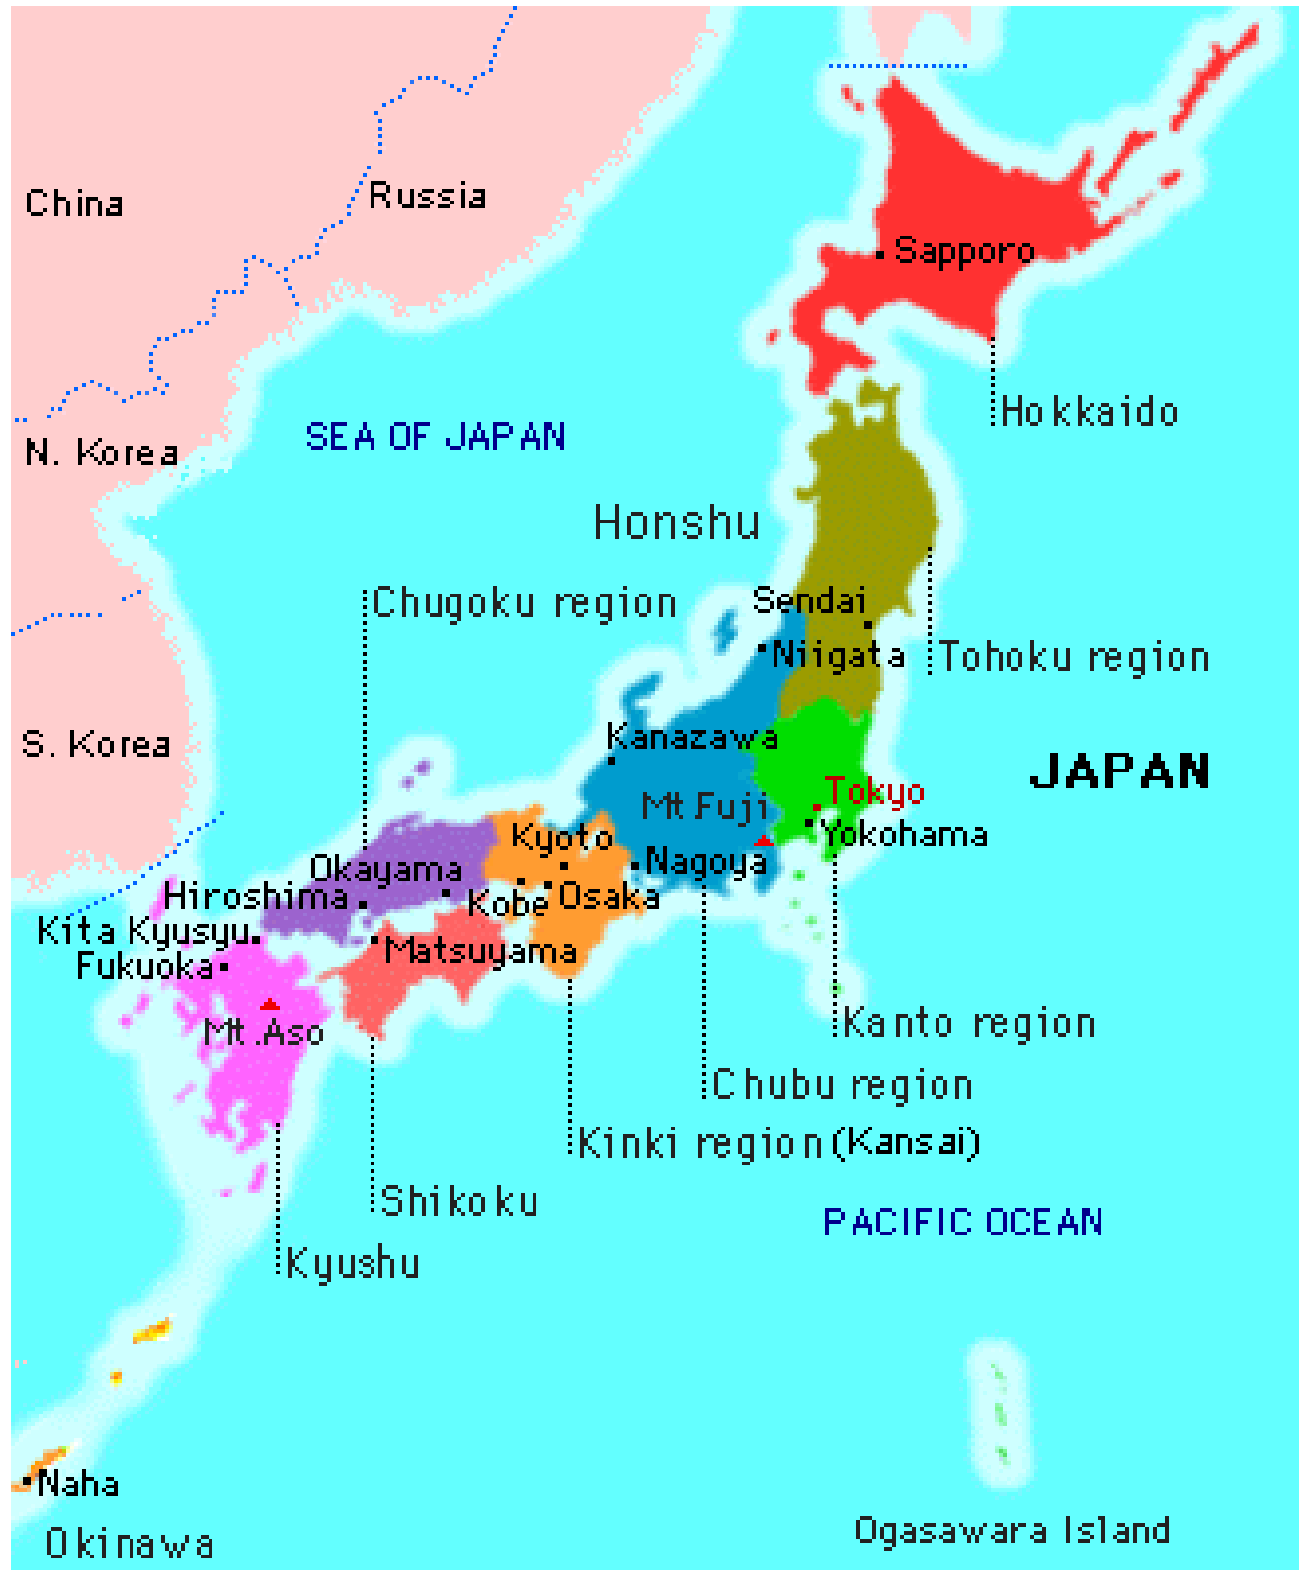 China
Russia
Sapporo
Hokkaido
SEA OF JAPAN
N. Korea
Honshu
Chugoku region
Sendai
Niigata
Tohoku region
S. Korea
Kanazawa
JAPAN
Mt.Fuji
Tokyo
Yokohama
Kyoto
Nagoya
Okayama
Hiroshima
Kobe
Osaka
Kita Kyusyu
Matsuyama
Fukuoka
Mt.Aso
Kanto region
Chubu region
Kinki region (Kansai)
Shikoku
PACIFIC OCEAN
Kyushu
Naha
Okinawa
Ogasawara Island